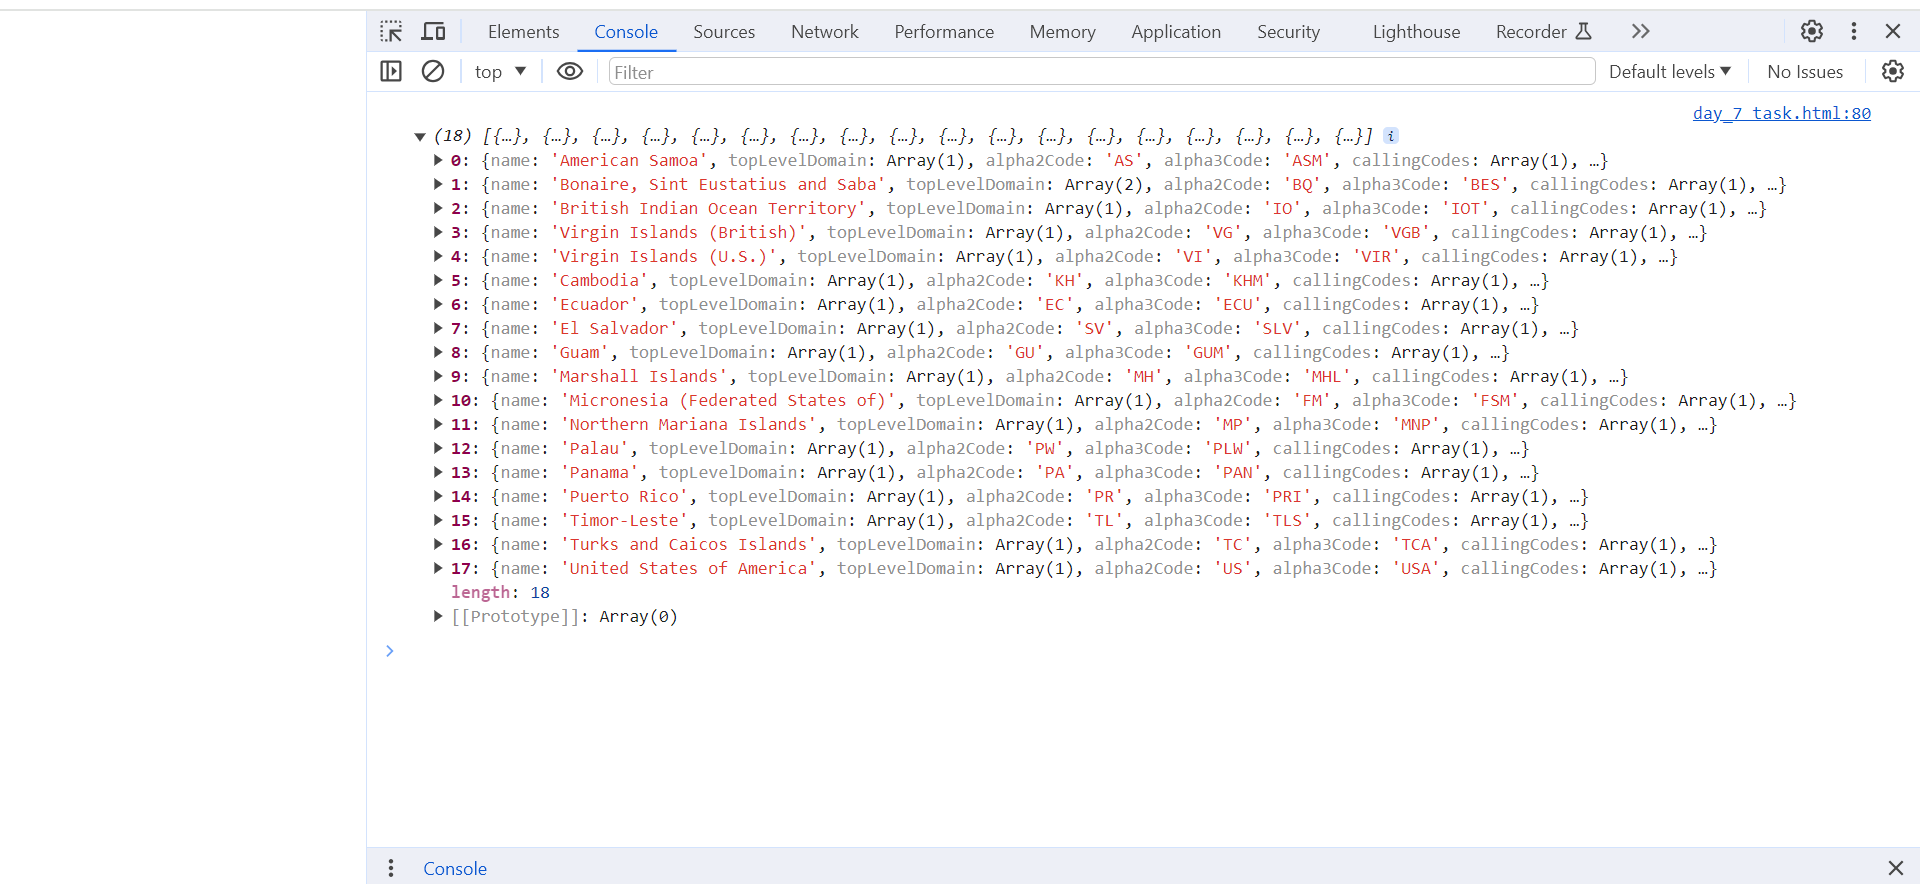 Elements Console Sources Network Performance Memory Application Security Lighthouse Recorder
top Filter Default levels No Issues
day_7 task.html:80
(18) [{…}, {…}, {…}, {…}, {…}, {…}, {…}, {…}, {…}, {…}, {…}, {…}, {…}, {…}, {…}, {…}, {…}, {…}] i
0: {name: 'American Samoa', topLevelDomain: Array(1), alpha2Code: 'AS', alpha3Code: 'ASM', callingCodes: Array(1), …}
1: {name: 'Bonaire, Sint Eustatius and Saba', topLevelDomain: Array(2), alpha2Code: 'BQ', alpha3Code: 'BES', callingCodes: Array(1), …}
2: {name: 'British Indian Ocean Territory', topLevelDomain: Array(1), alpha2Code: 'IO', alpha3Code: 'IOT', callingCodes: Array(1), …}
3: {name: 'Virgin Islands (British)', topLevelDomain: Array(1), alpha2Code: 'VG', alpha3Code: 'VGB', callingCodes: Array(1), …}
4: {name: 'Virgin Islands (U.S.)', topLevelDomain: Array(1), alpha2Code: 'VI', alpha3Code: 'VIR', callingCodes: Array(1), …}
5: {name: 'Cambodia', topLevelDomain: Array(1), alpha2Code: 'KH', alpha3Code: 'KHM', callingCodes: Array(1), …}
6: {name: 'Ecuador', topLevelDomain: Array(1), alpha2Code: 'EC', alpha3Code: 'ECU', callingCodes: Array(1), …}
7: {name: 'El Salvador', topLevelDomain: Array(1), alpha2Code: 'SV', alpha3Code: 'SLV', callingCodes: Array(1), …}
8: {name: 'Guam', topLevelDomain: Array(1), alpha2Code: 'GU', alpha3Code: 'GUM', callingCodes: Array(1), …}
9: {name: 'Marshall Islands', topLevelDomain: Array(1), alpha2Code: 'MH', alpha3Code: 'MHL', callingCodes: Array(1), …}
10: {name: 'Micronesia (Federated States of)', topLevelDomain: Array(1), alpha2Code: 'FM', alpha3Code: 'FSM', callingCodes: Array(1), …}
11: {name: 'Northern Mariana Islands', topLevelDomain: Array(1), alpha2Code: 'MP', alpha3Code: 'MNP', callingCodes: Array(1), …}
12: {name: 'Palau', topLevelDomain: Array(1), alpha2Code: 'PW', alpha3Code: 'PLW', callingCodes: Array(1), …}
13: {name: 'Panama', topLevelDomain: Array(1), alpha2Code: 'PA', alpha3Code: 'PAN', callingCodes: Array(1), …}
14: {name: 'Puerto Rico', topLevelDomain: Array(1), alpha2Code: 'PR', alpha3Code: 'PRI', callingCodes: Array(1), …}
15: {name: 'Timor-Leste', topLevelDomain: Array(1), alpha2Code: 'TL', alpha3Code: 'TLS', callingCodes: Array(1), …}
16: {name: 'Turks and Caicos Islands', topLevelDomain: Array(1), alpha2Code: 'TC', alpha3Code: 'TCA', callingCodes: Array(1), …}
17: {name: 'United States of America', topLevelDomain: Array(1), alpha2Code: 'US', alpha3Code: 'USA', callingCodes: Array(1), …}
length: 18
[[Prototype]]: Array(0)
Console